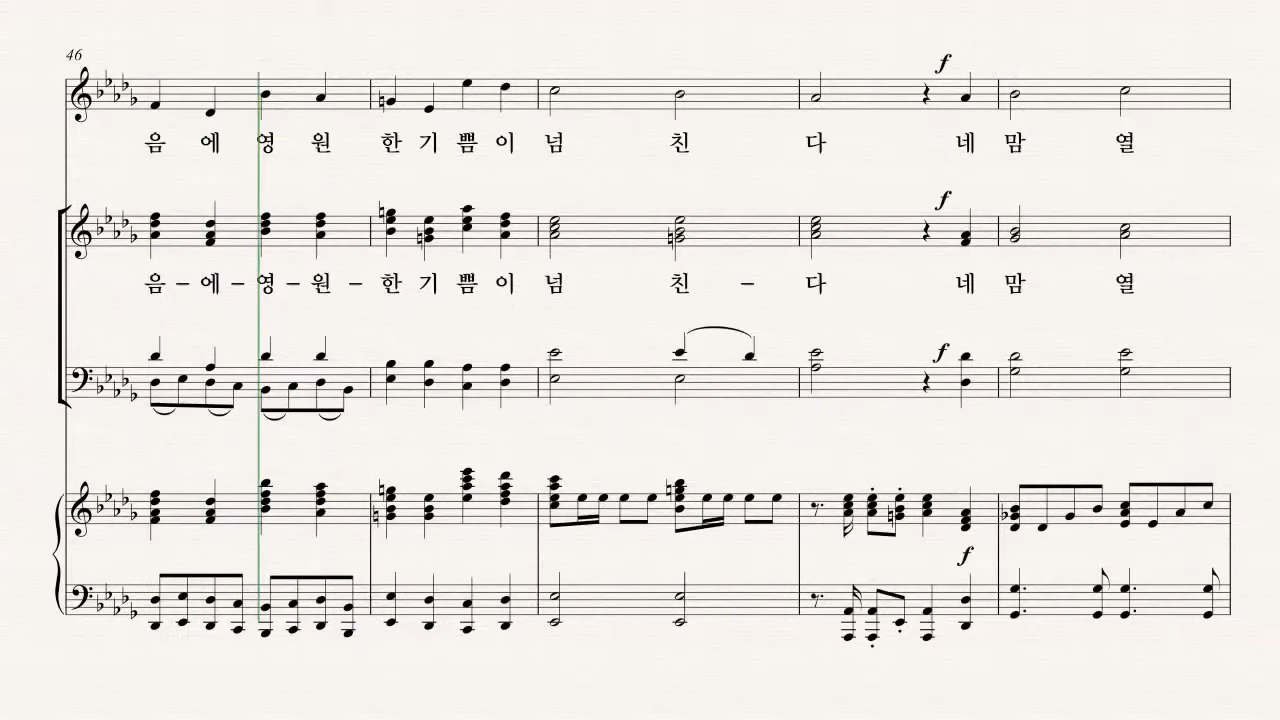 46
f
음 에 영 원 한 기 쁨 이 넘 친 다 네 맘 열
f
음 – 에 – 영 – 원 – 한 기 쁨 이 넘 친 – 다 네 맘 열
f
f